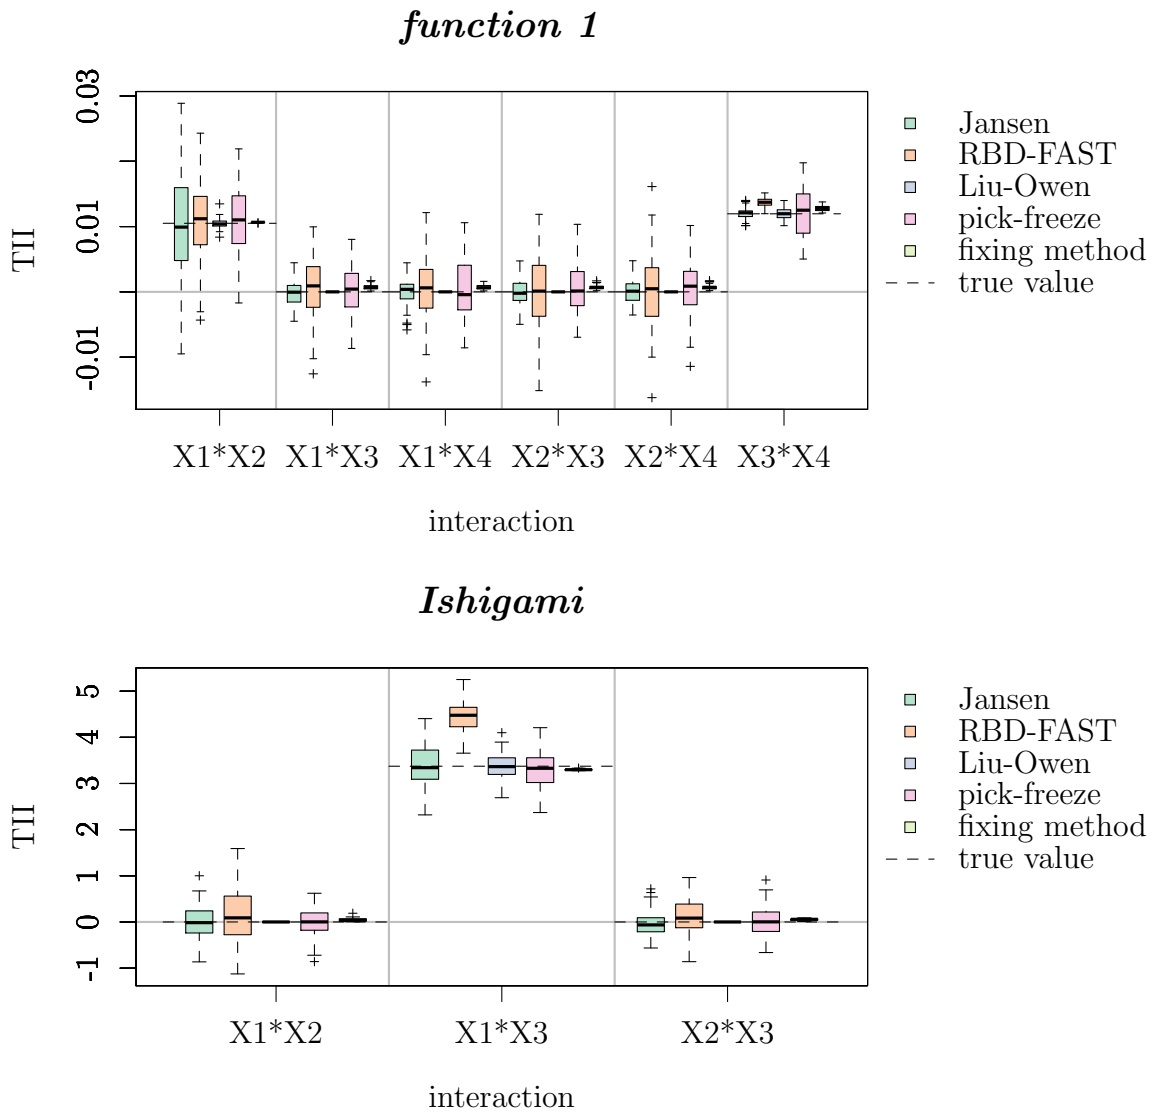 function 1
TII
0.03
0.01
-0.01
X1*X2 X1*X3 X1*X4 X2*X3 X2*X4 X3*X4
interaction
Jansen
RBD-FAST
Liu-Owen
pick-freeze
fixing method
true value
Ishigami
TII
5
4
3
2
1
0
-1
X1*X2 X1*X3 X2*X3
interaction
Jansen
RBD-FAST
Liu-Owen
pick-freeze
fixing method
true value